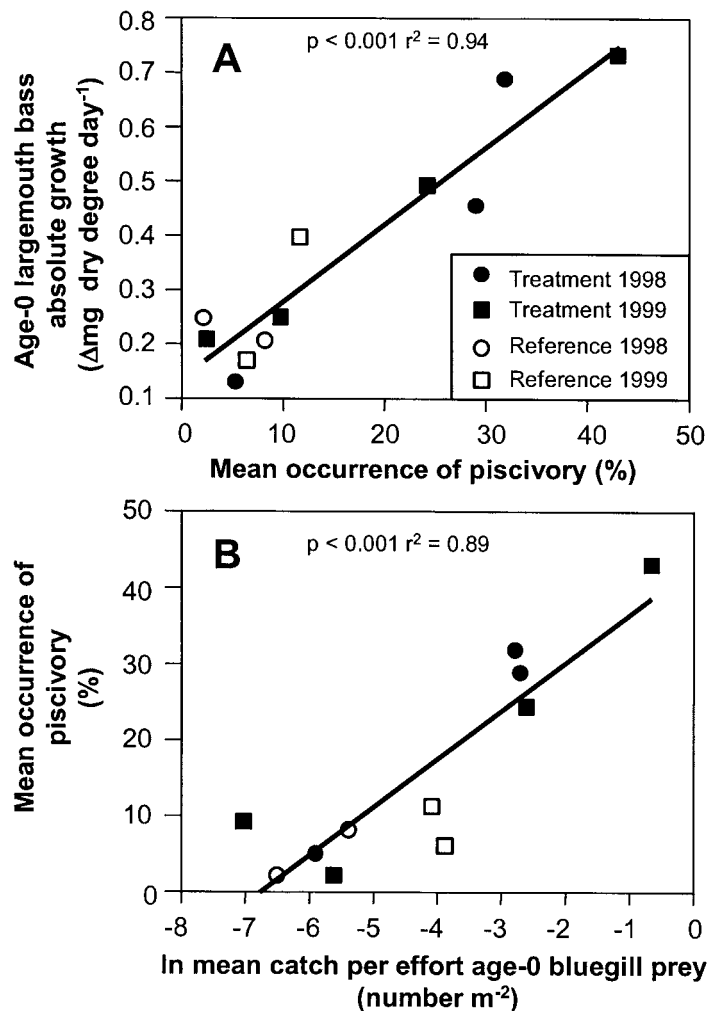 A
p < 0.001 r² = 0.94
Age-0 largemouth bass
absolute growth
(Δmg dry degree day⁻¹)
0.8
0.7
0.6
0.5
0.4
0.3
0.2
0.1
Treatment 1998
Treatment 1999
Reference 1998
Reference 1999
0 10 20 30 40 50
Mean occurrence of piscivory (%)
B
p < 0.001 r² = 0.89
Mean occurrence of
piscivory
(%)
50
40
30
20
10
0
-8 -7 -6 -5 -4 -3 -2 -1 0
ln mean catch per effort age-0 bluegill prey
(number m⁻²)